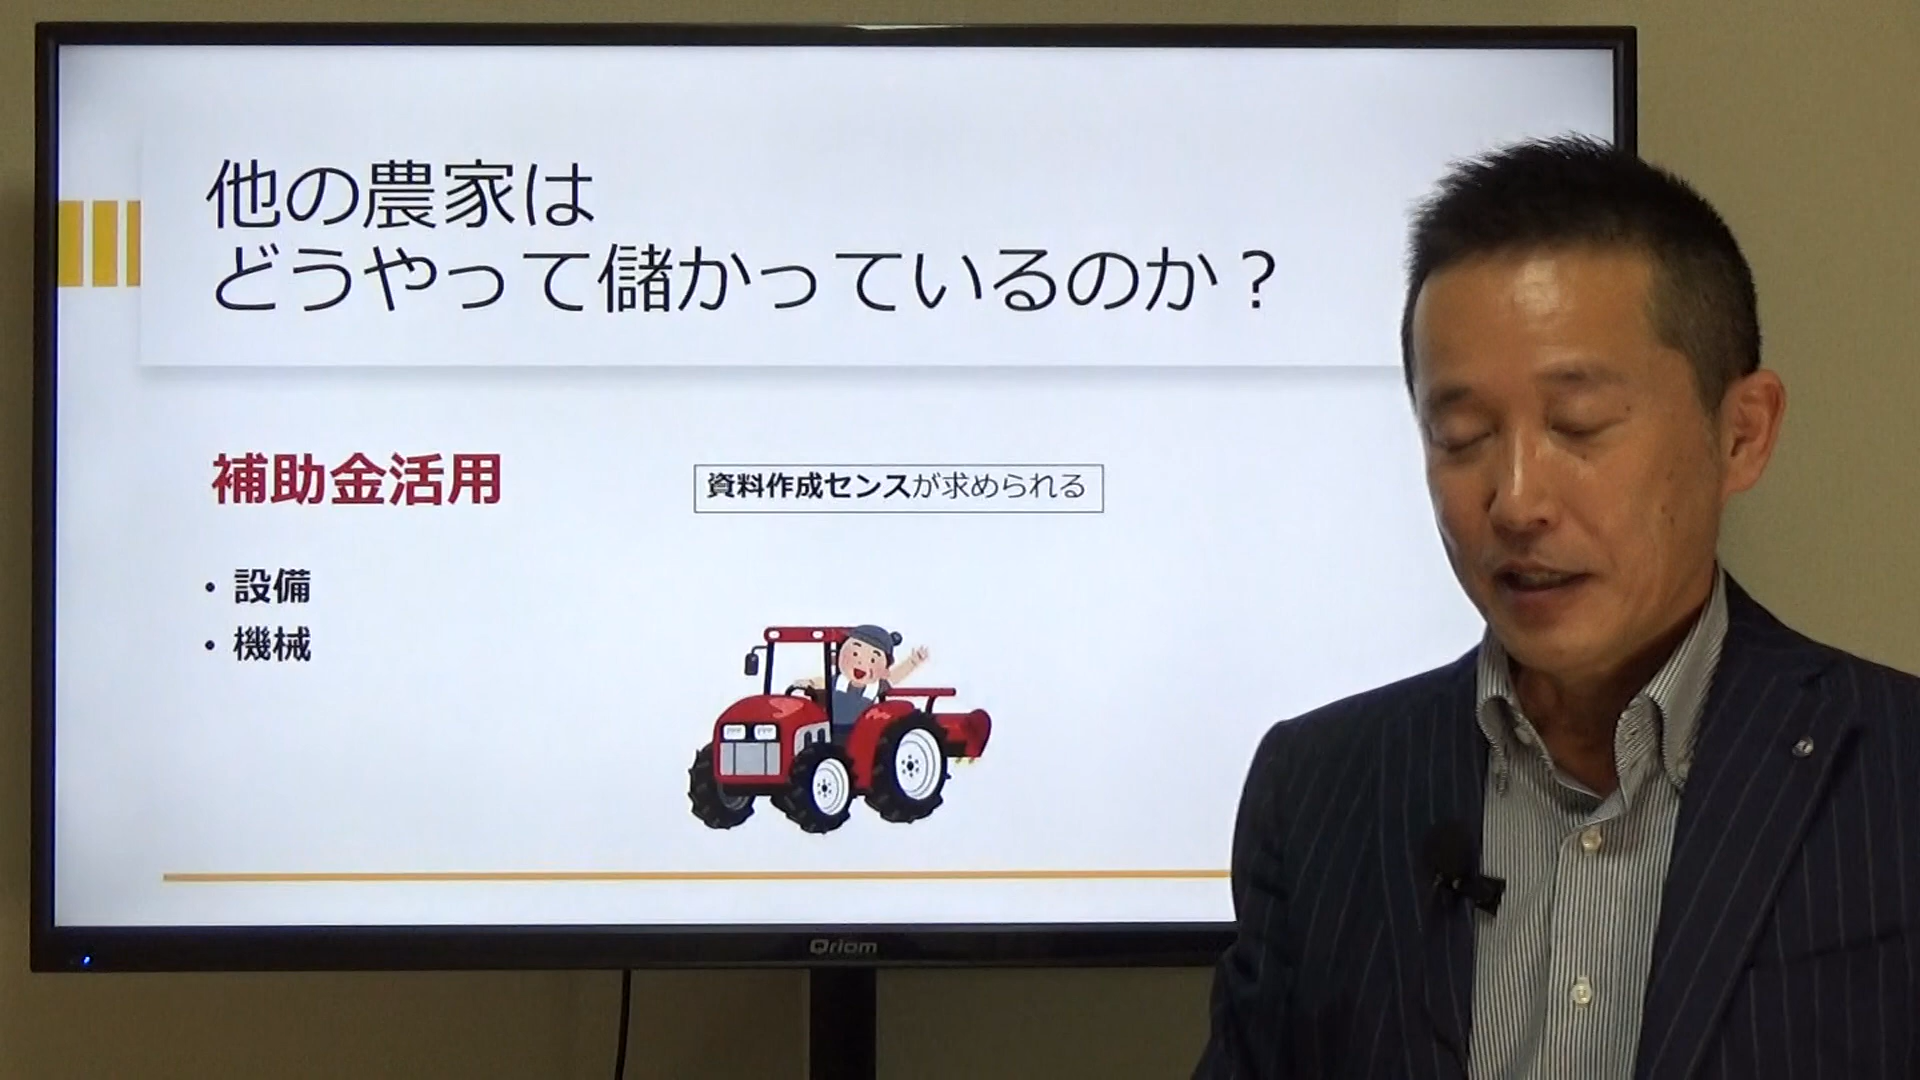 他の農家は
どうやって儲かっているのか？
補助金活用
資料作成センスが求められる
・設備
・機械
Qriom